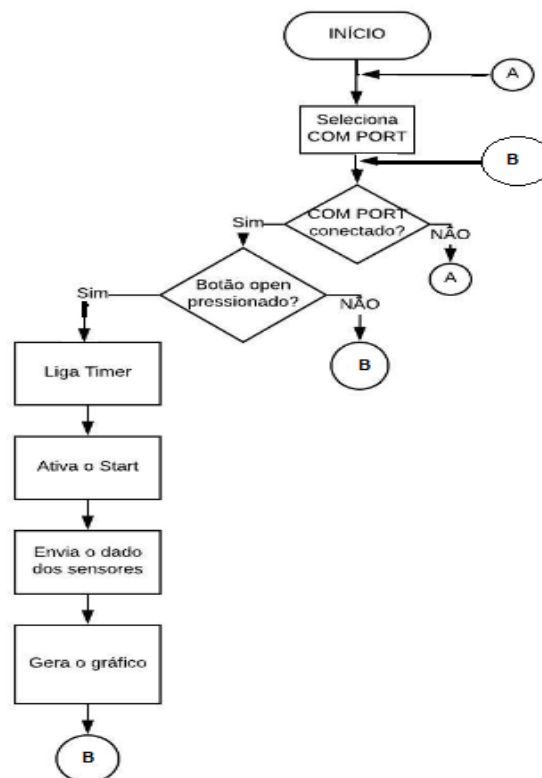 INÍCIO
A
Seleciona
COM PORT
B
COM PORT
conectado?
Sim
NÃO
A
Botão open
pressionado?
Sim
NÃO
B
Liga Timer
Ativa o Start
Envia o dado
dos sensores
Gera o gráfico
B